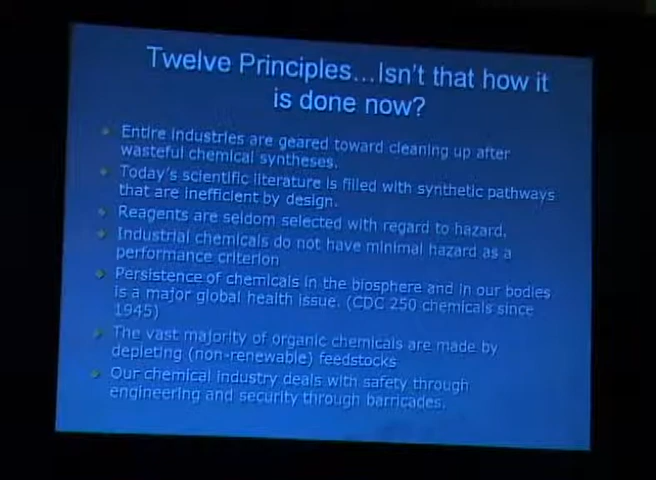 Twelve Principles...Isn't that how it
is done now?
Entire industries are geared toward cleaning up after
wasteful chemical syntheses.
Today's scientific literature is filled with synthetic pathways
that are inefficient by design.
Reagents are seldom selected with regard to hazard.
Industrial chemicals do not have minimal hazard as a
performance criterion
Persistence of chemicals in the biosphere and in our bodies
is a major global health issue. (CDC 250 chemicals since
1945)
The vast majority of organic chemicals are made by
depleting (non-renewable) feedstocks
Our chemical industry deals with safety through
engineering and security through barricades.